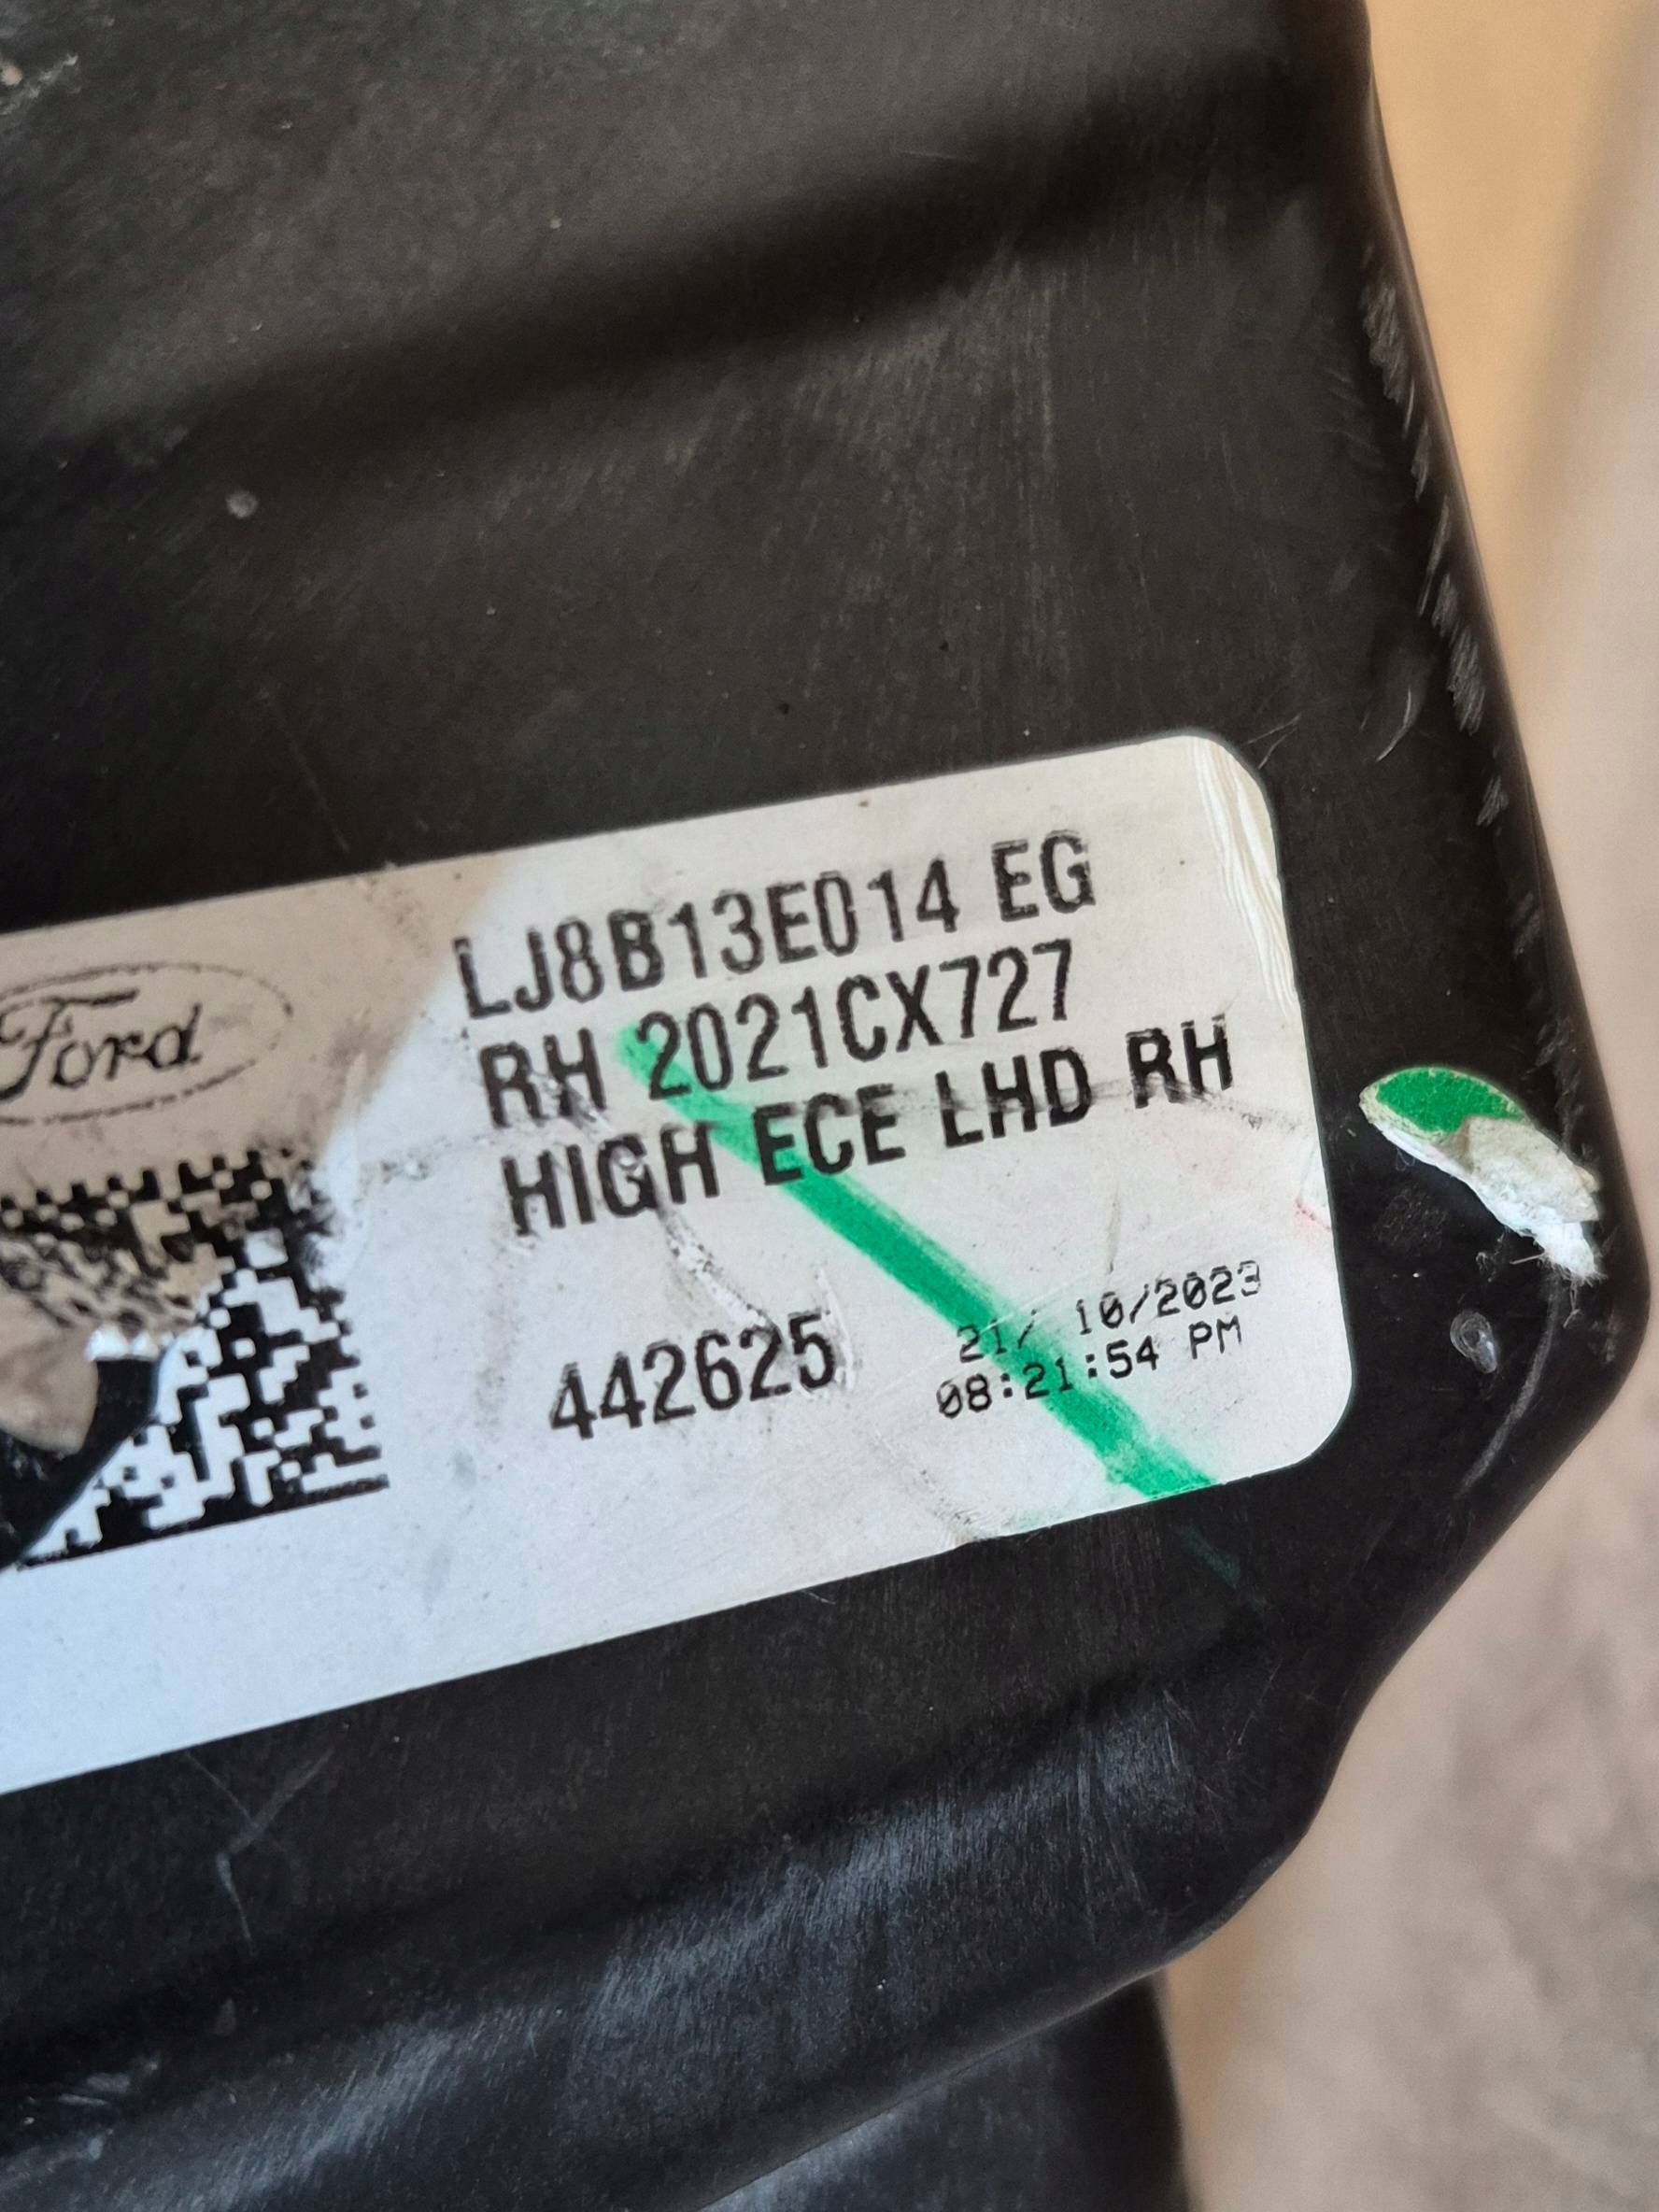 LJ8B13E014 EG
Ford
RH 2021CX727
HIGH ECE LHD RH
442625
21/ 10/2023
08:21:54 PM